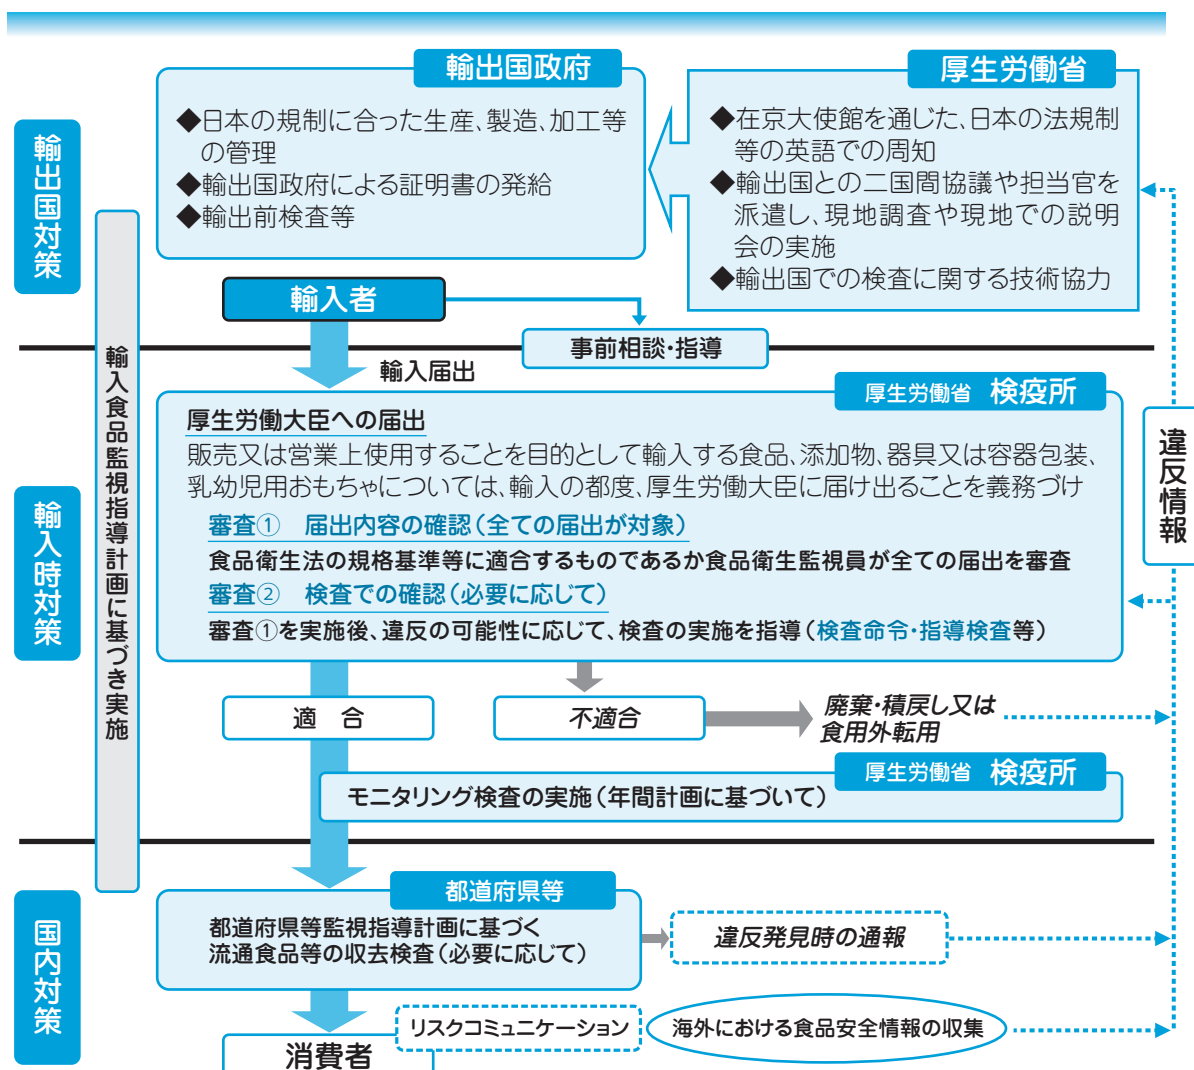 輸出国対策
輸出国政府
◆日本の規制に合った生産、製造、加工等
の管理
◆輸出国政府による証明書の発給
◆輸出前検査等
厚生労働省
◆在京大使館を通じた、日本の法規制
等の英語での周知
◆輸出国との二国間協議や担当官を
派遣し、現地調査や現地での説明
会の実施
◆輸出国での検査に関する技術協力
輸入者
事前相談・指導
輸入食品監視指導計画に基づき実施
輸入届出
輸入時対策
厚生労働省 検疫所
厚生労働大臣への届出
販売又は営業上使用することを目的として輸入する食品、添加物、器具又は容器包装、
乳幼児用おもちゃについては、輸入の都度、厚生労働大臣に届け出ることを義務づけ
審査① 届出内容の確認(全ての届出が対象)
食品衛生法の規格基準等に適合するものであるか食品衛生監視員が全ての届出を審査
審査② 検査での確認(必要に応じて)
審査①を実施後、違反の可能性に応じて、検査の実施を指導(検査命令・指導検査等)
違反情報
適 合
不適合
廃棄・積戻し又は
食用外転用
厚生労働省 検疫所
モニタリング検査の実施(年間計画に基づいて)
国内対策
都道府県等
都道府県等監視指導計画に基づく
流通食品等の収去検査(必要に応じて)
違反発見時の通報
リスクコミュニケーション
海外における食品安全情報の収集
消費者